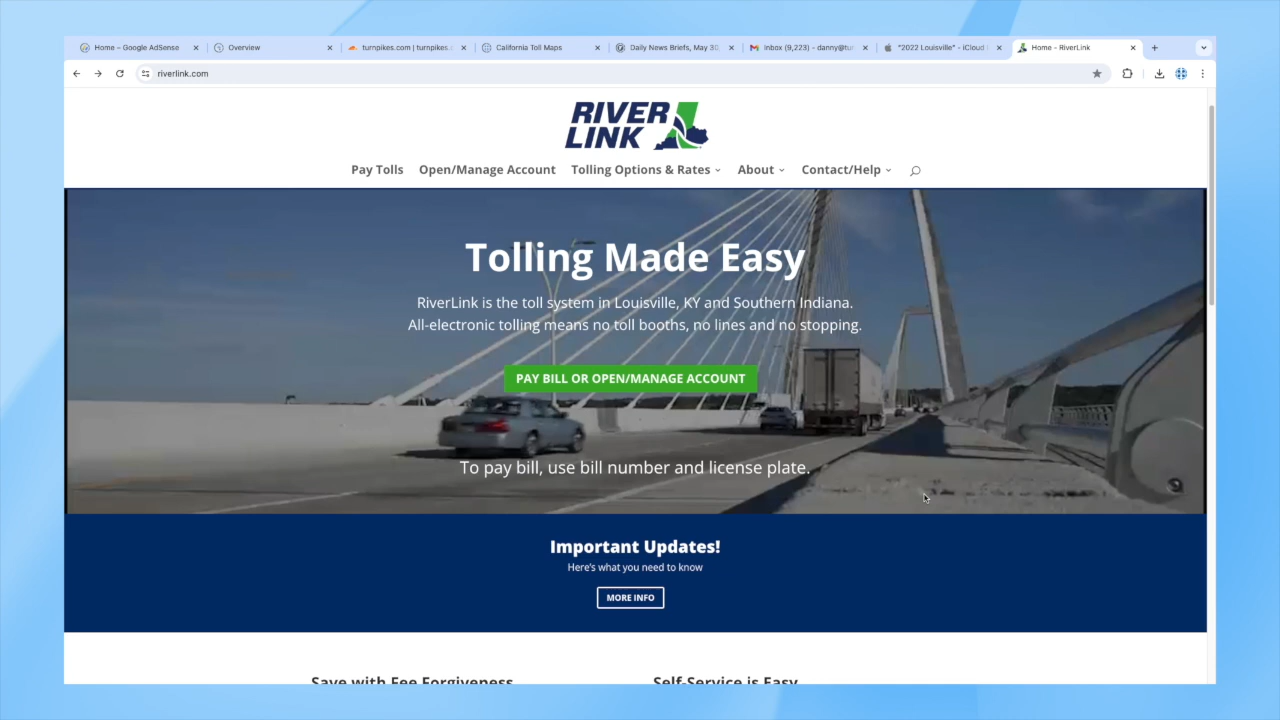 Home – Google AdSense
Overview
turnpikes.com | turnpikes.
California Toll Maps
Daily News Briefs, May 30,
Inbox (9,223) – danny@tur
"2022 Louisville" - iCloud
Home - RiverLink
riverlink.com
RIVER
LINK
Pay Tolls Open/Manage Account Tolling Options & Rates About Contact/Help
Tolling Made Easy
RiverLink is the toll system in Louisville, KY and Southern Indiana.
All-electronic tolling means no toll booths, no lines and no stopping.
PAY BILL OR OPEN/MANAGE ACCOUNT
To pay bill, use bill number and license plate.
Important Updates!
Here's what you need to know
MORE INFO
Save with Fee Forgiveness
Self-Service is Easy